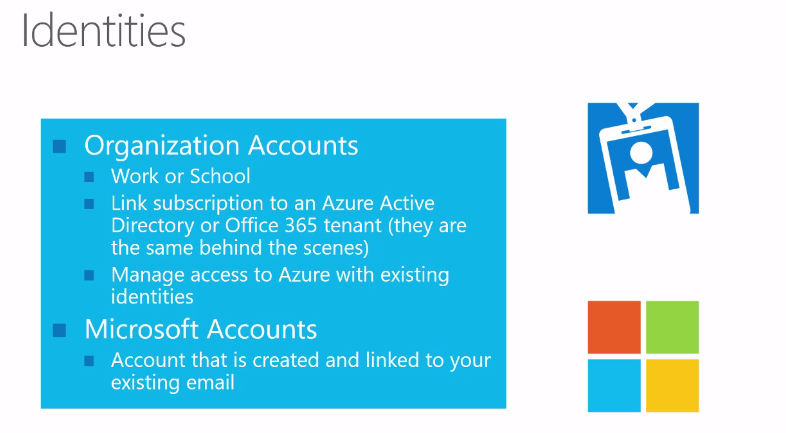 Identities
Organization Accounts
Work or School
Link subscription to an Azure Active
Directory or Office 365 tenant (they are
the same behind the scenes)
Manage access to Azure with existing
identities
Microsoft Accounts
Account that is created and linked to your
existing email